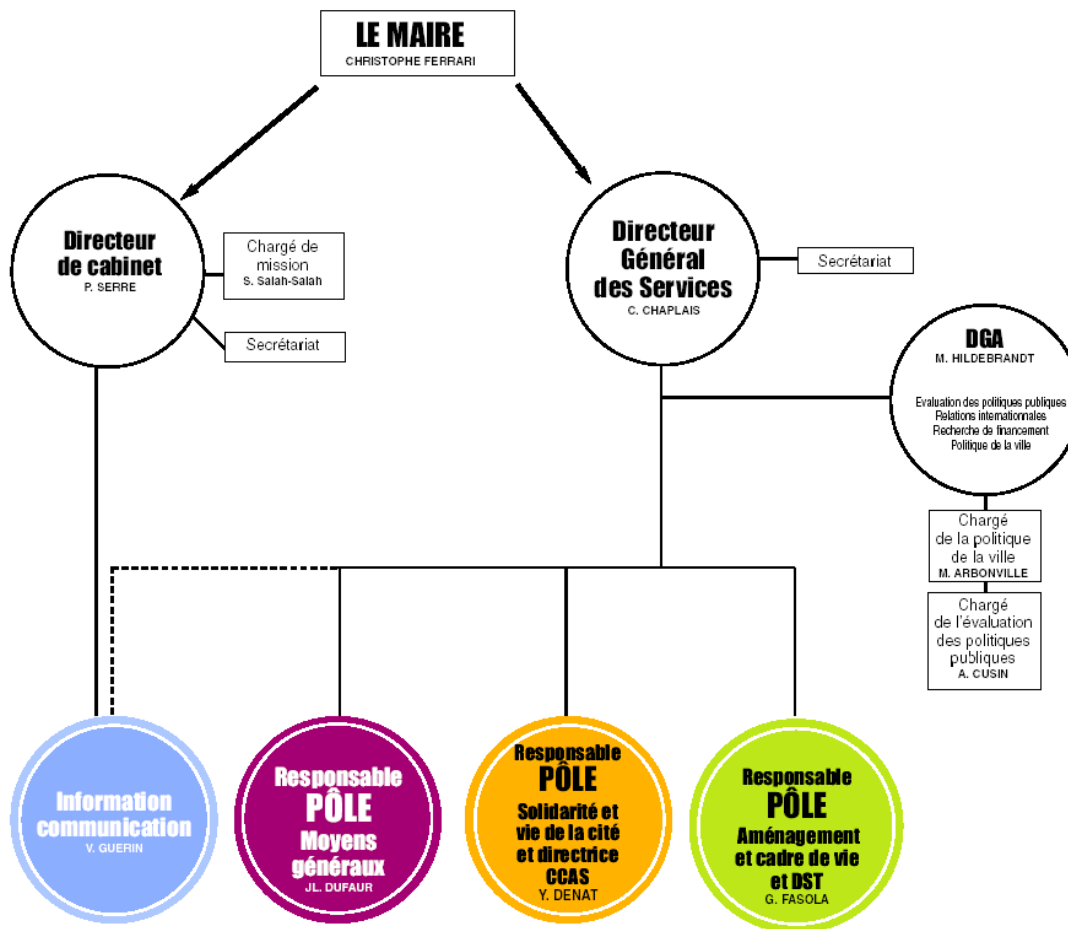 LE MAIRE
CHRISTOPHE FERRARI
Directeur
de cabinet
P. SERRE
Chargé de
mission
S. Salah-Salah
Secrétariat
Directeur
Général
des Services
C. CHAPLAIS
Secrétariat
DGA
M. HILDEBRANDT
Evaluation des politiques publiques
Relations internationales
Recherche de financement
Politique de la ville
Chargé
de la politique
de la ville
M. ARBONVILLE
Chargé
de l'évaluation
des politiques
publiques
A. CUSIN
Information
communication
V. GUERIN
Responsable
PÔLE
Moyens
généraux
JL. DUFAUR
Responsable
PÔLE
Solidarité et
vie de la cité
et directrice
CCAS
Y. DENAT
Responsable
PÔLE
Aménagement
et cadre de vie
et DST
G. FASOLA